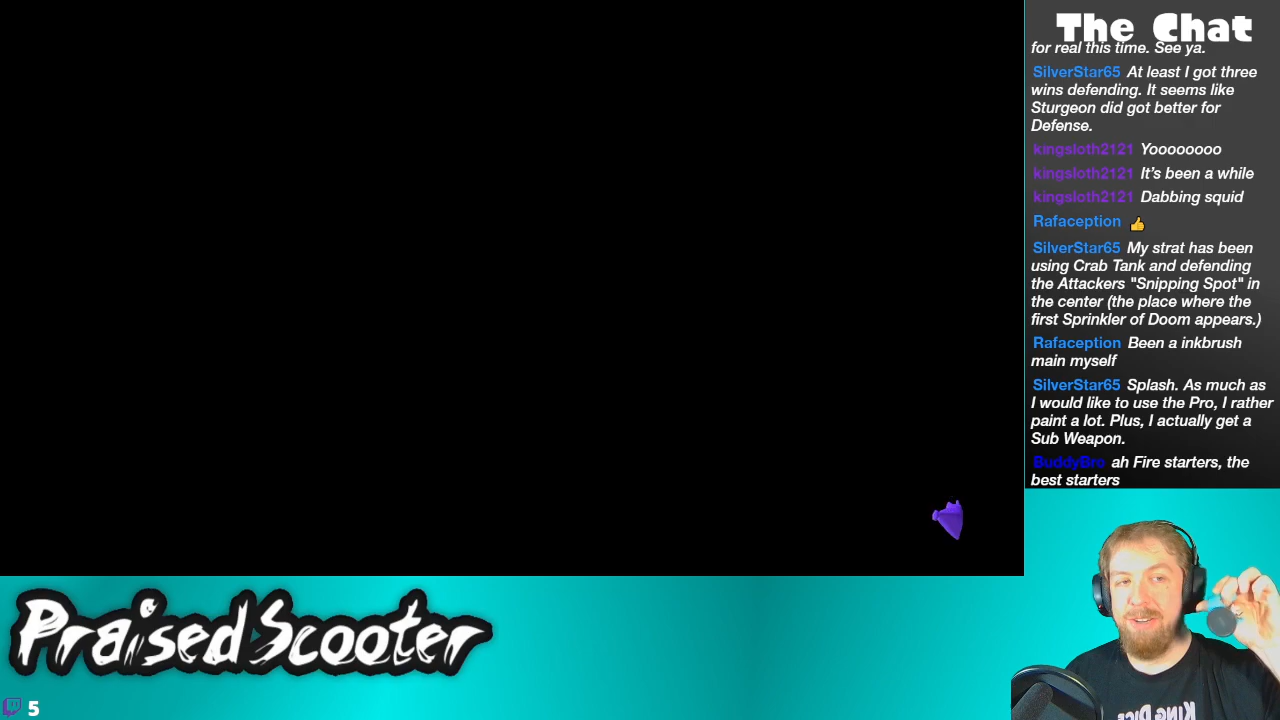 The Chat
for real this time. See ya.
SilverStar65 At least I got three
wins defending. It seems like
Sturgeon did got better for
Defense.
kingsloth2121 Yoooooooo
kingsloth2121 It's been a while
kingsloth2121 Dabbing squid
Rafaception 👍
SilverStar65 My strat has been
using Crab Tank and defending
the Attackers "Snipping Spot" in
the center (the place where the
first Sprinkler of Doom appears.)
Rafaception Been a inkbrush
main myself
SilverStar65 Splash. As much as
I would like to use the Pro, I rather
paint a lot. Plus, I actually get a
Sub Weapon.
BuddyBro ah Fire starters, the
best starters
PraisedScooter
KING DICE
5